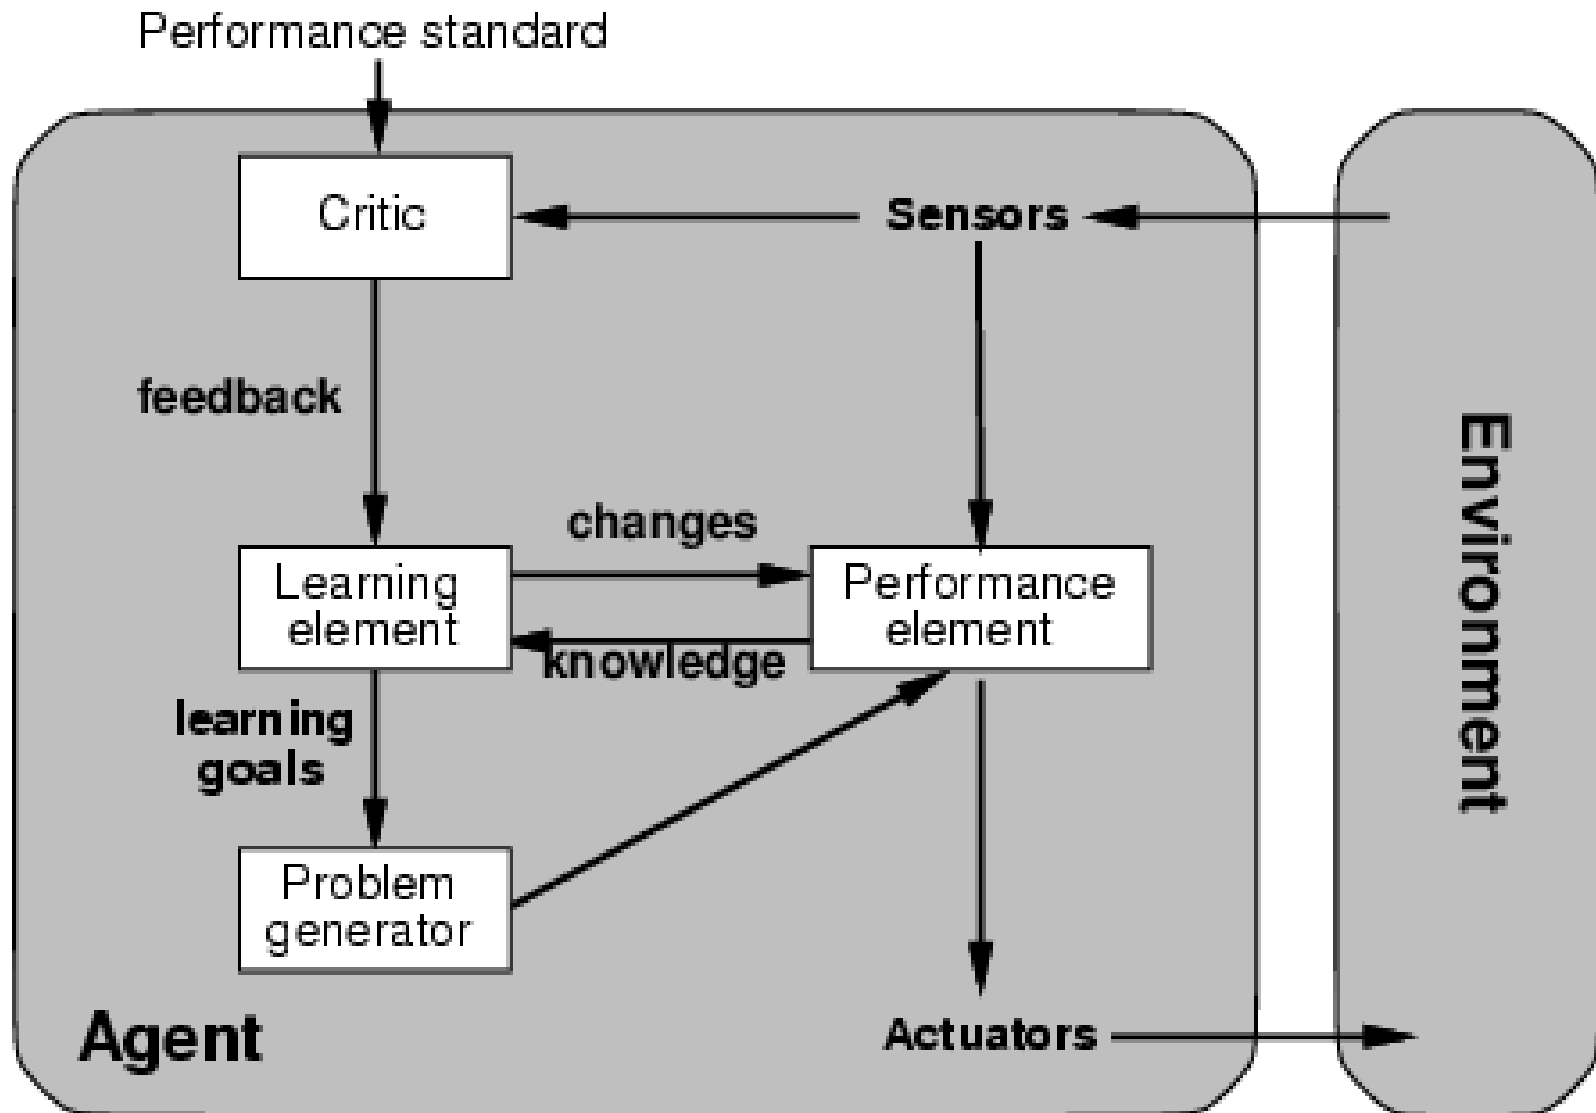 Performance standard
Critic
Sensors
feedback
changes
Learning
element
Performance
element
knowledge
learning
goals
Problem
generator
Agent
Actuators
Environment